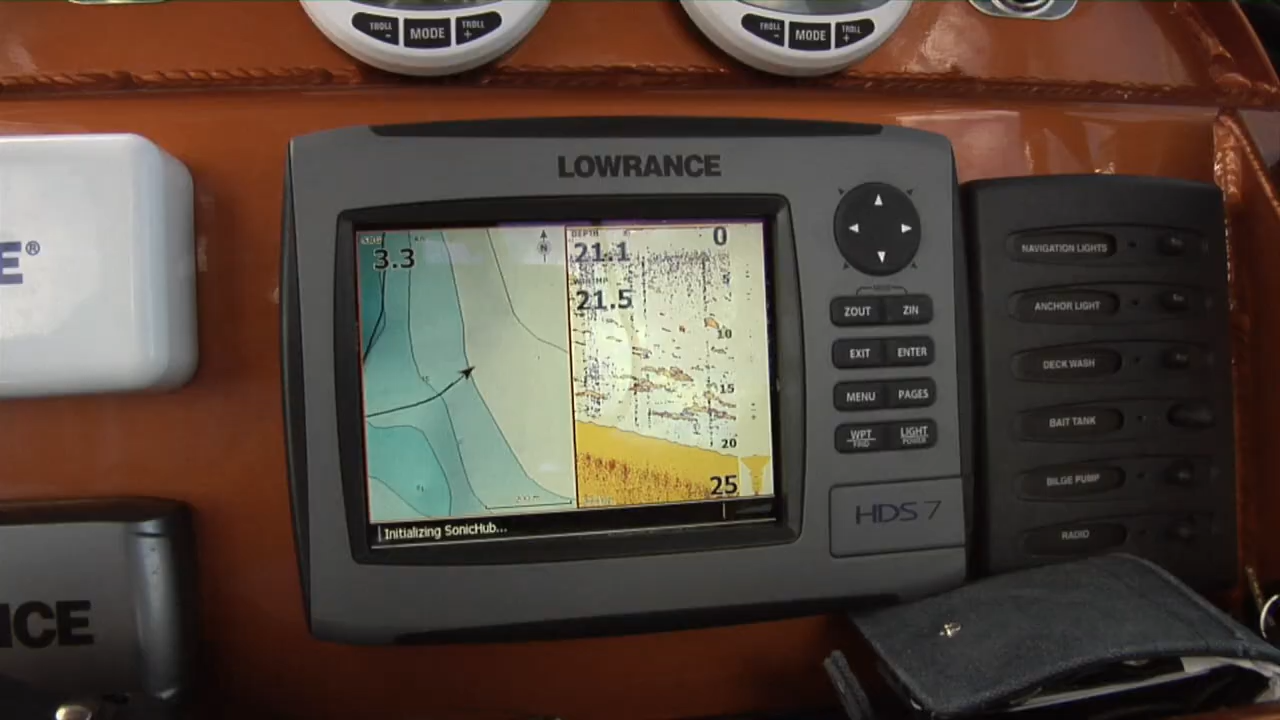 TROLL - MODE TROLL +
TROLL - MODE TROLL +
E®
LOWRANCE
3.3
N
DEPTH
21.1
0
21.5
10
15
20
25
Initializing SonicHub...
ZOUT ZIN
EXIT ENTER
MENU PAGES
WPT LIGHT
FIND POWER
HDS 7
NAVIGATION LIGHTS
ANCHOR LIGHT
DECK WASH
BAIT TANK
BILGE PUMP
RADIO
NCE